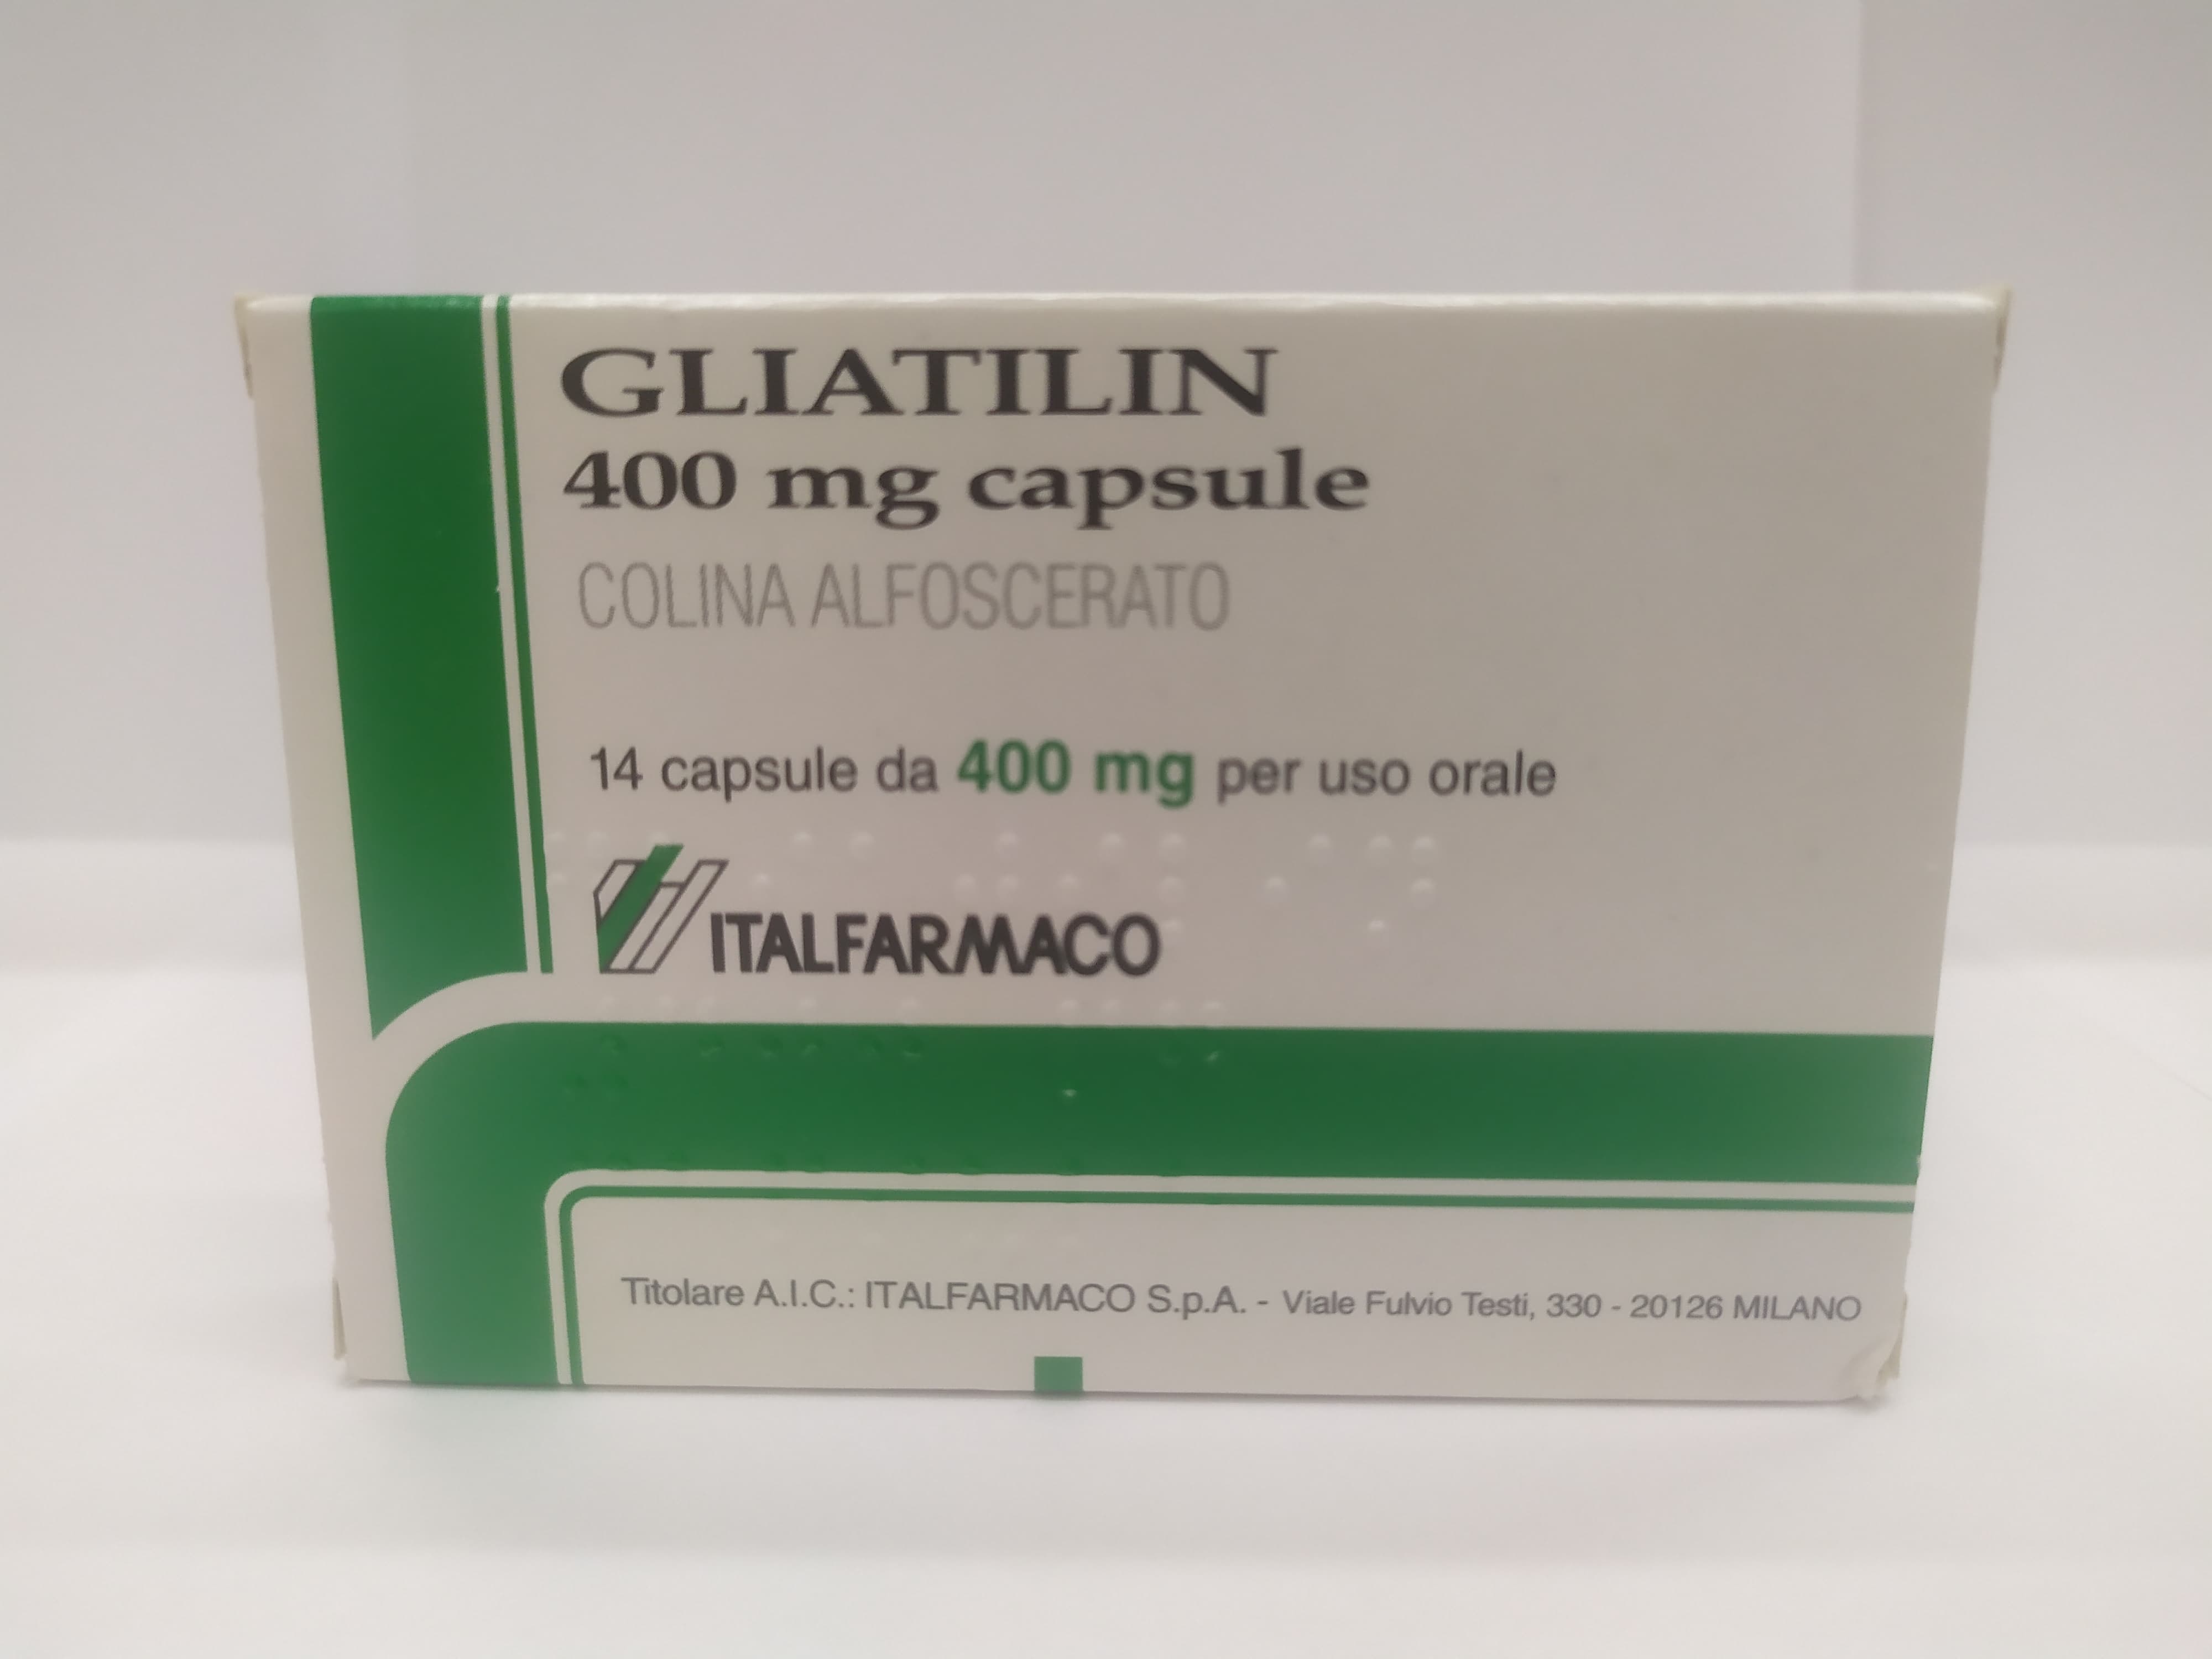 GLIATILIN
400 mg capsule
COLINA ALFOSCERATO
14 capsule da 400 mg per uso orale
ITALFARMACO
Titolare A.I.C.: ITALFARMACO S.p.A. - Viale Fulvio Testi, 330 - 20126 MILANO